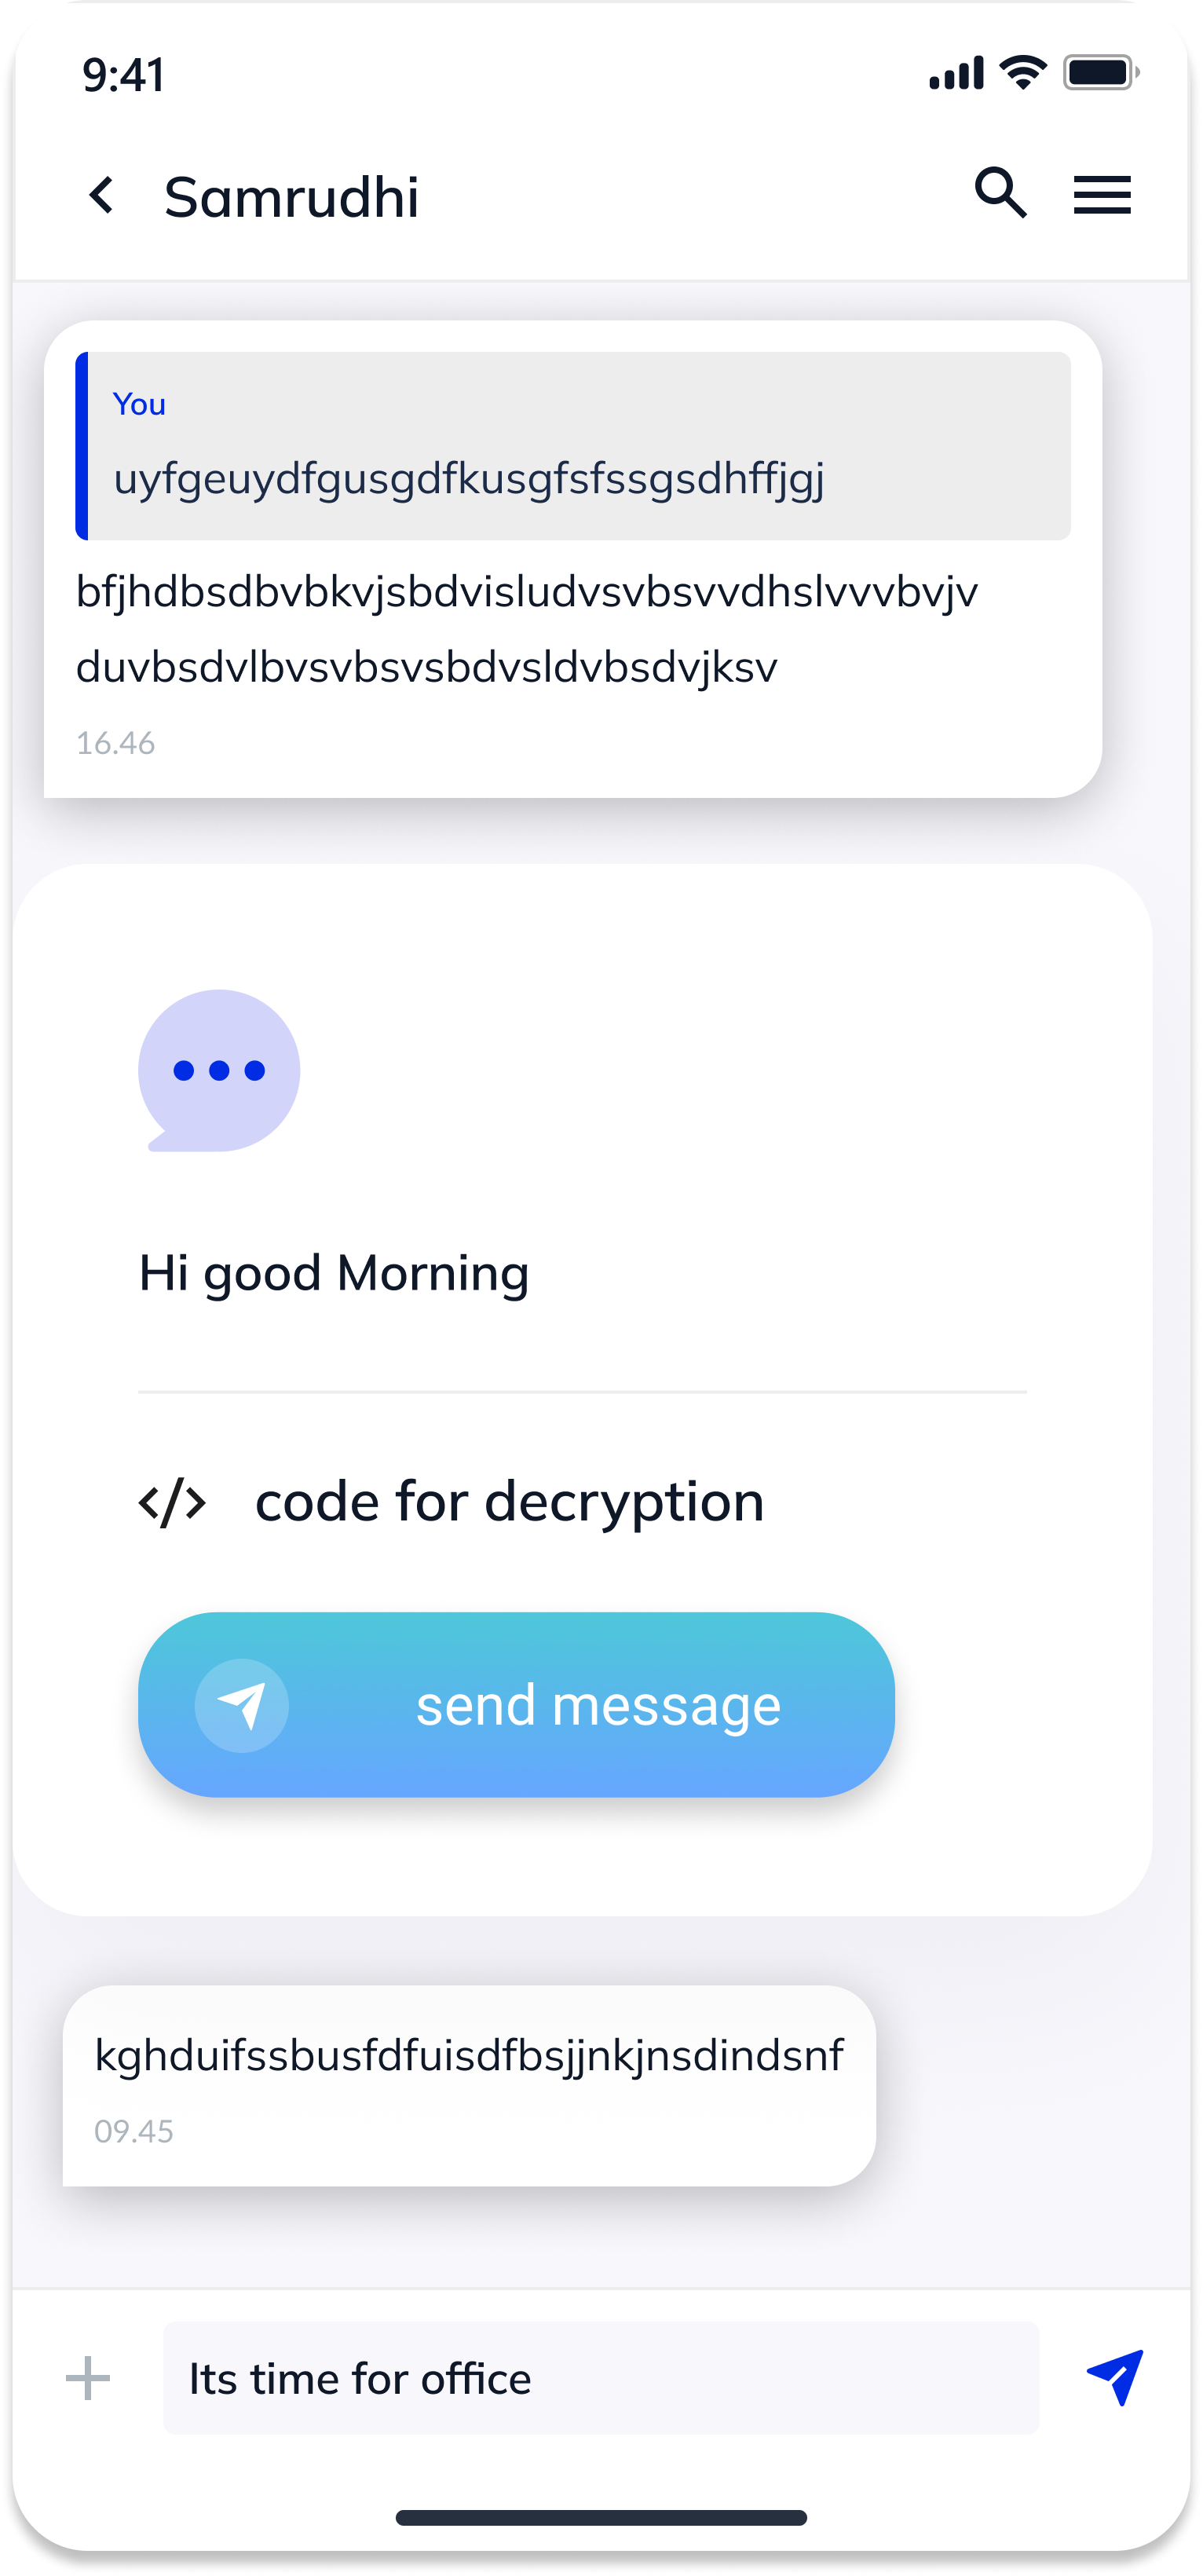 9:41
Samrudhi
You
uyfgeuydfgusgdfkusgfsfssgsdhffjgj
bfjhdbsdbvbkvjsbdvisludvsvbsvvdhslvvvbvjv
duvbsdvlbvsvbsvsbdvsldvbsdvjksv
16.46
Hi good Morning
</> code for decryption
send message
kghduifssbusfdfuisdfbsjjnkjnsdindsnf
09.45
Its time for office